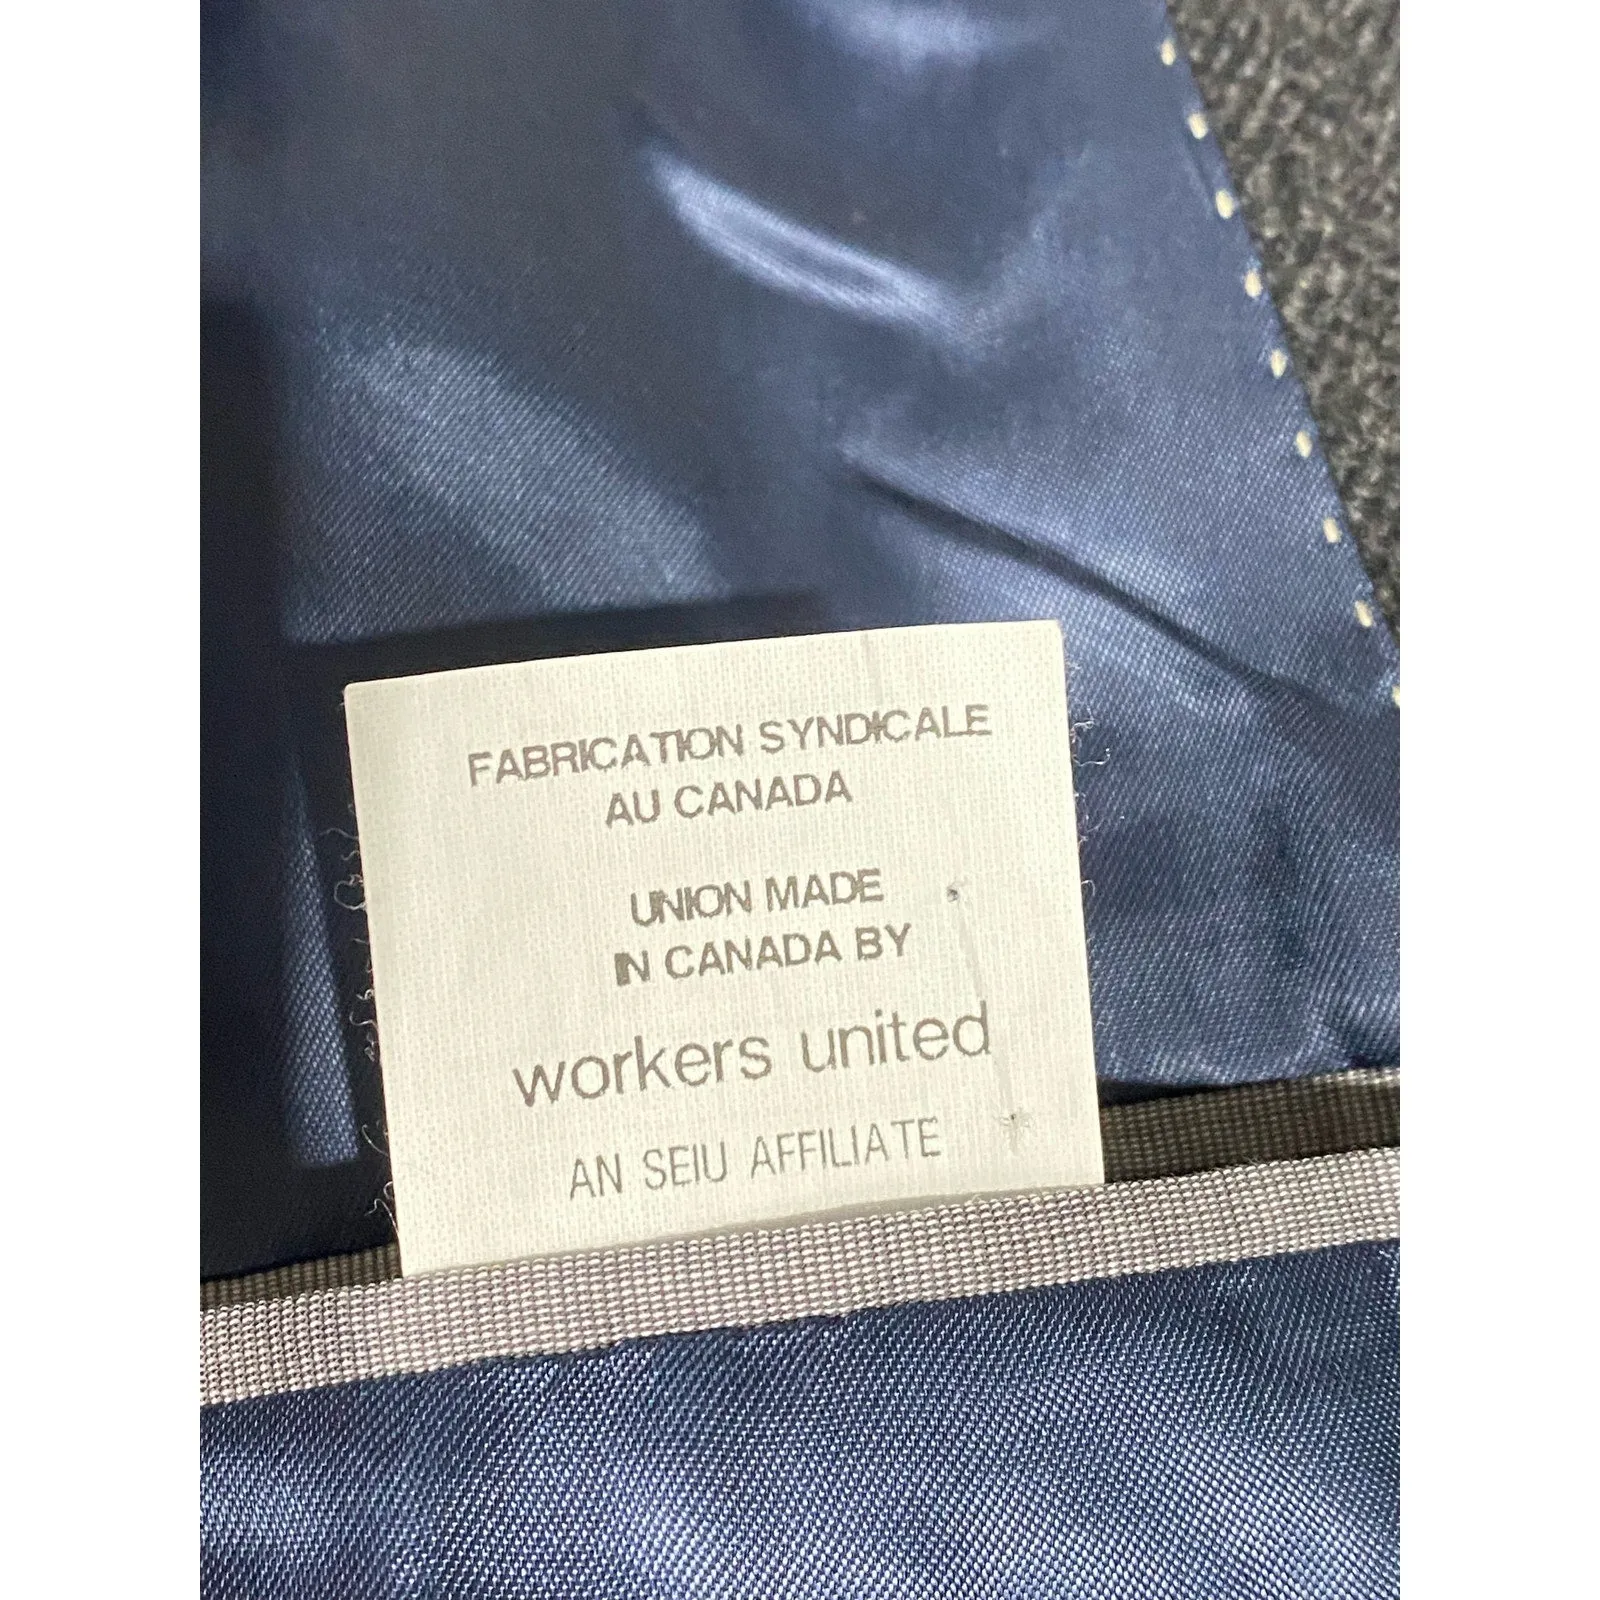 FABRICATION SYNDICALE
AU CANADA
UNION MADE
IN CANADA BY
workers united
AN SEIU AFFILIATE